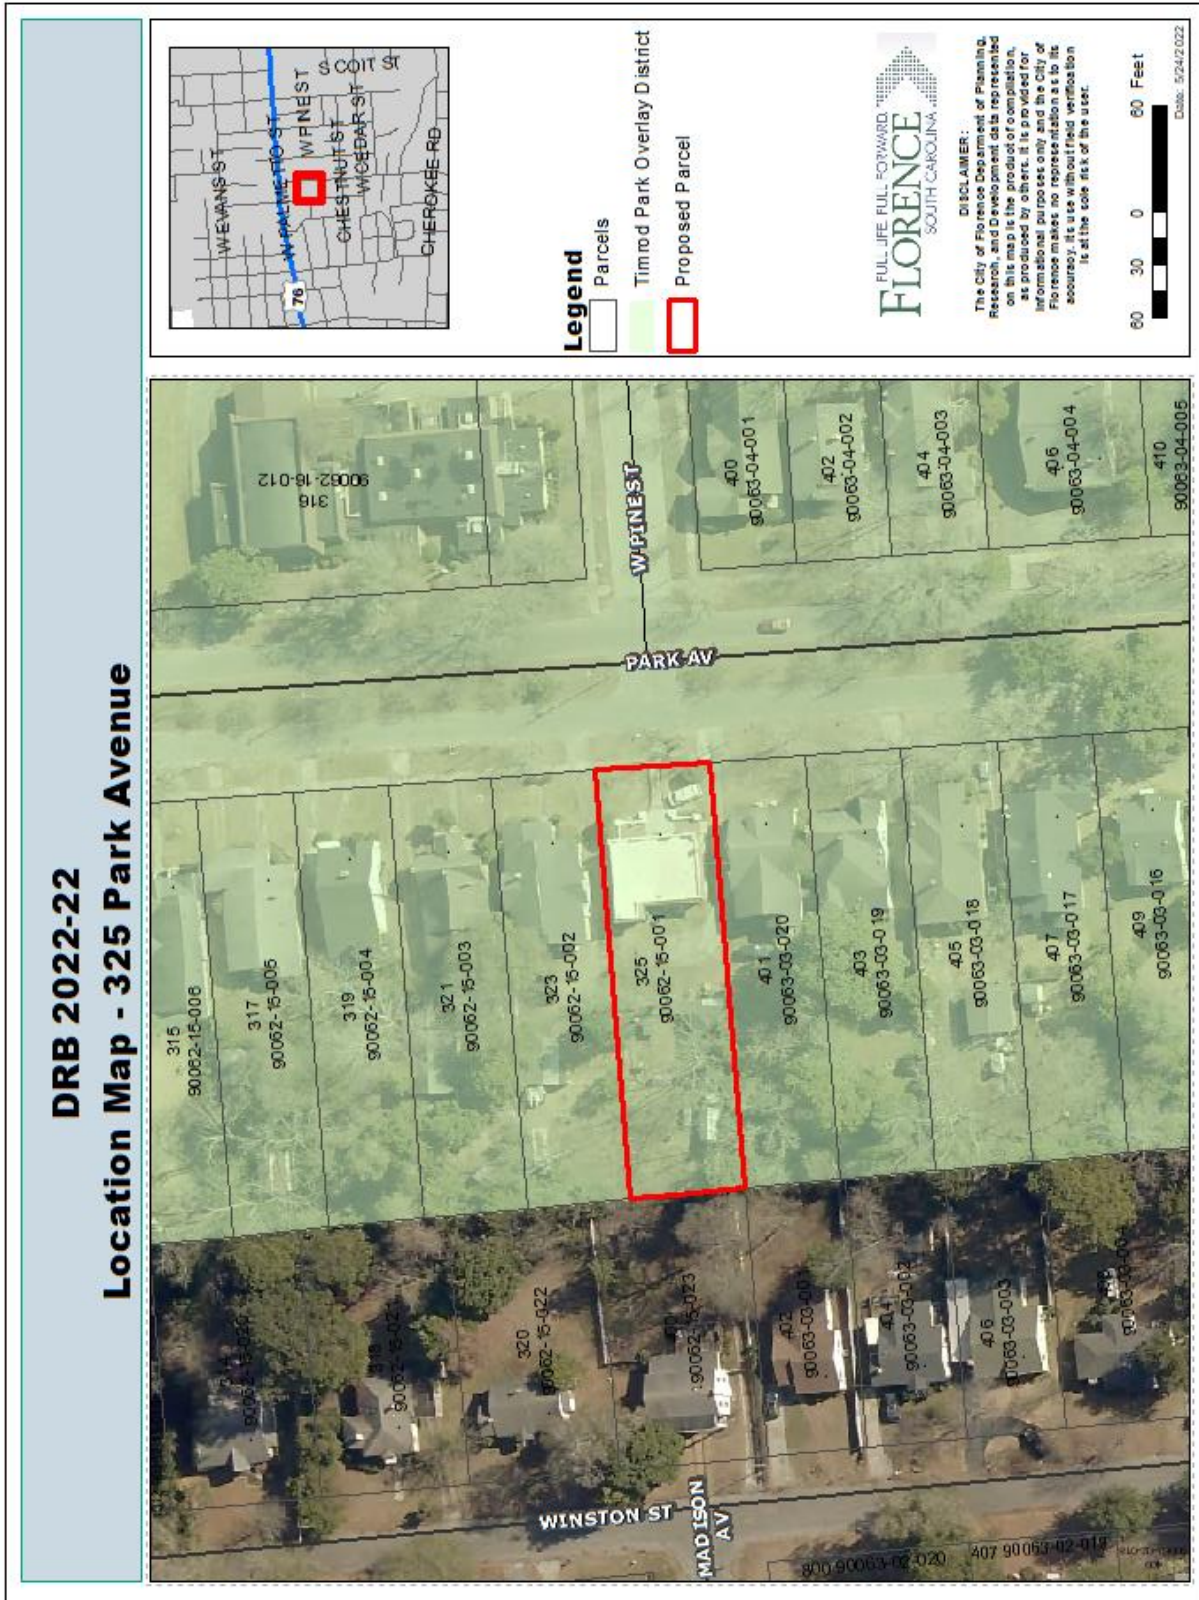 DRB 2022-22
Location Map - 325 Park Avenue
315
90062-15-006
317
90062-15-005
319
90062-15-004
321
90062-15-003
323
90062-15-002
325
90062-15-001
401
90063-03-020
403
90063-03-019
405
90063-03-018
407
90063-03-017
409
90063-03-016
316
90062-16-012
W PINE ST
PARK AV
400
90063-04-001
402
90063-04-002
404
90063-04-003
406
90063-04-004
410
90063-04-005
320
90062-15-022
90062-15-023
402
90063-03-001
404
90063-03-002
406
90063-03-003
WINSTON ST
MADISON
AV
800 90063-02-020
407 90063-02-019
W EVANS ST
W PALMETTO ST
76
S COIT ST
W PINE ST
CHESTNUT ST
W CEDAR ST
CHEROKEE RD
Legend
Parcels
Timrod Park Overlay District
Proposed Parcel
FULL LIFE. FULL FORWARD.
FLORENCE
SOUTH CAROLINA
DISCLAIMER:
The City of Florence Deparment of Planning,
Research, and Development data represented
on this map is the product of compilation,
as produced by others. It is provided for
informational purposes only and the City of
Florence makes no representation as to its
accuracy. Its use without field verification
is at the sole risk of the user.
60 30 0 60 Feet
Date: 5/24/2022